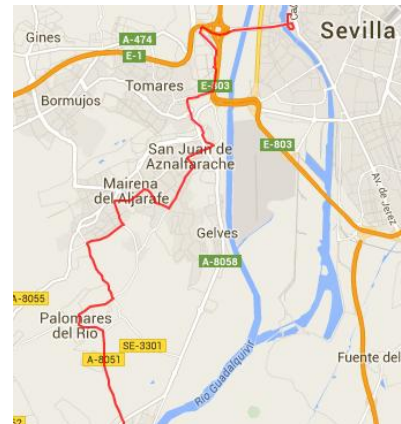 Gines
A-474
E-1
Sevilla
Tomares
E-803
Bormujos
San Juan de
Aznalfarache
E-803
Mairena
del Aljarafe
Av. de Jerez
Gelves
A-8058
A-8055
Palomares
del Río
SE-3301
A-8051
Fuente del
Río Guadalquivir